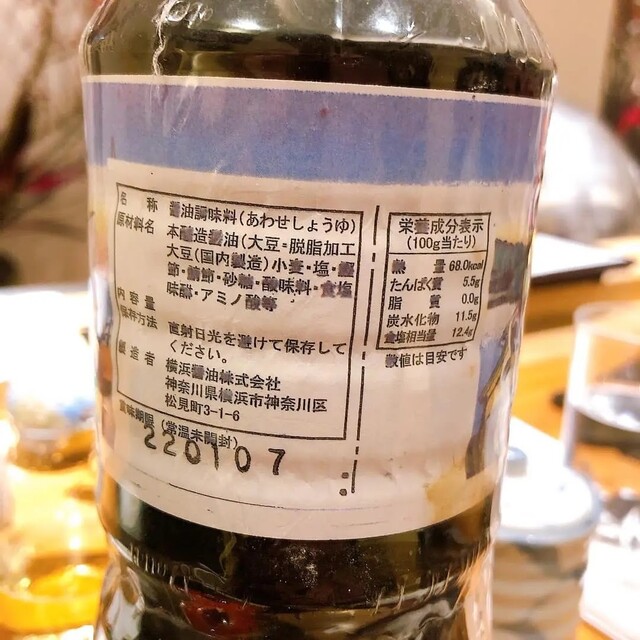 名 称 醤油調味料(あわせしょうゆ)
原材料名 本醸造醤油(大豆=脱脂加工
大豆(国内製造)小麦・塩・鰹
節・鯖節・砂糖・酸味料・食塩
味醂・アミノ酸等
内容量
保存方法 直射日光を避けて保存して
ください。
製造者 横浜醤油株式会社
神奈川県横浜市神奈川区
松見町3-1-6
賞味期限(常温未開封)
220107
栄養成分表示
(100g当たり)
熱 量 68.0kcal
たんぱく質 5.5g
脂 質 0.0g
炭水化物 11.5g
食塩相当量 12.4g
数値は目安です